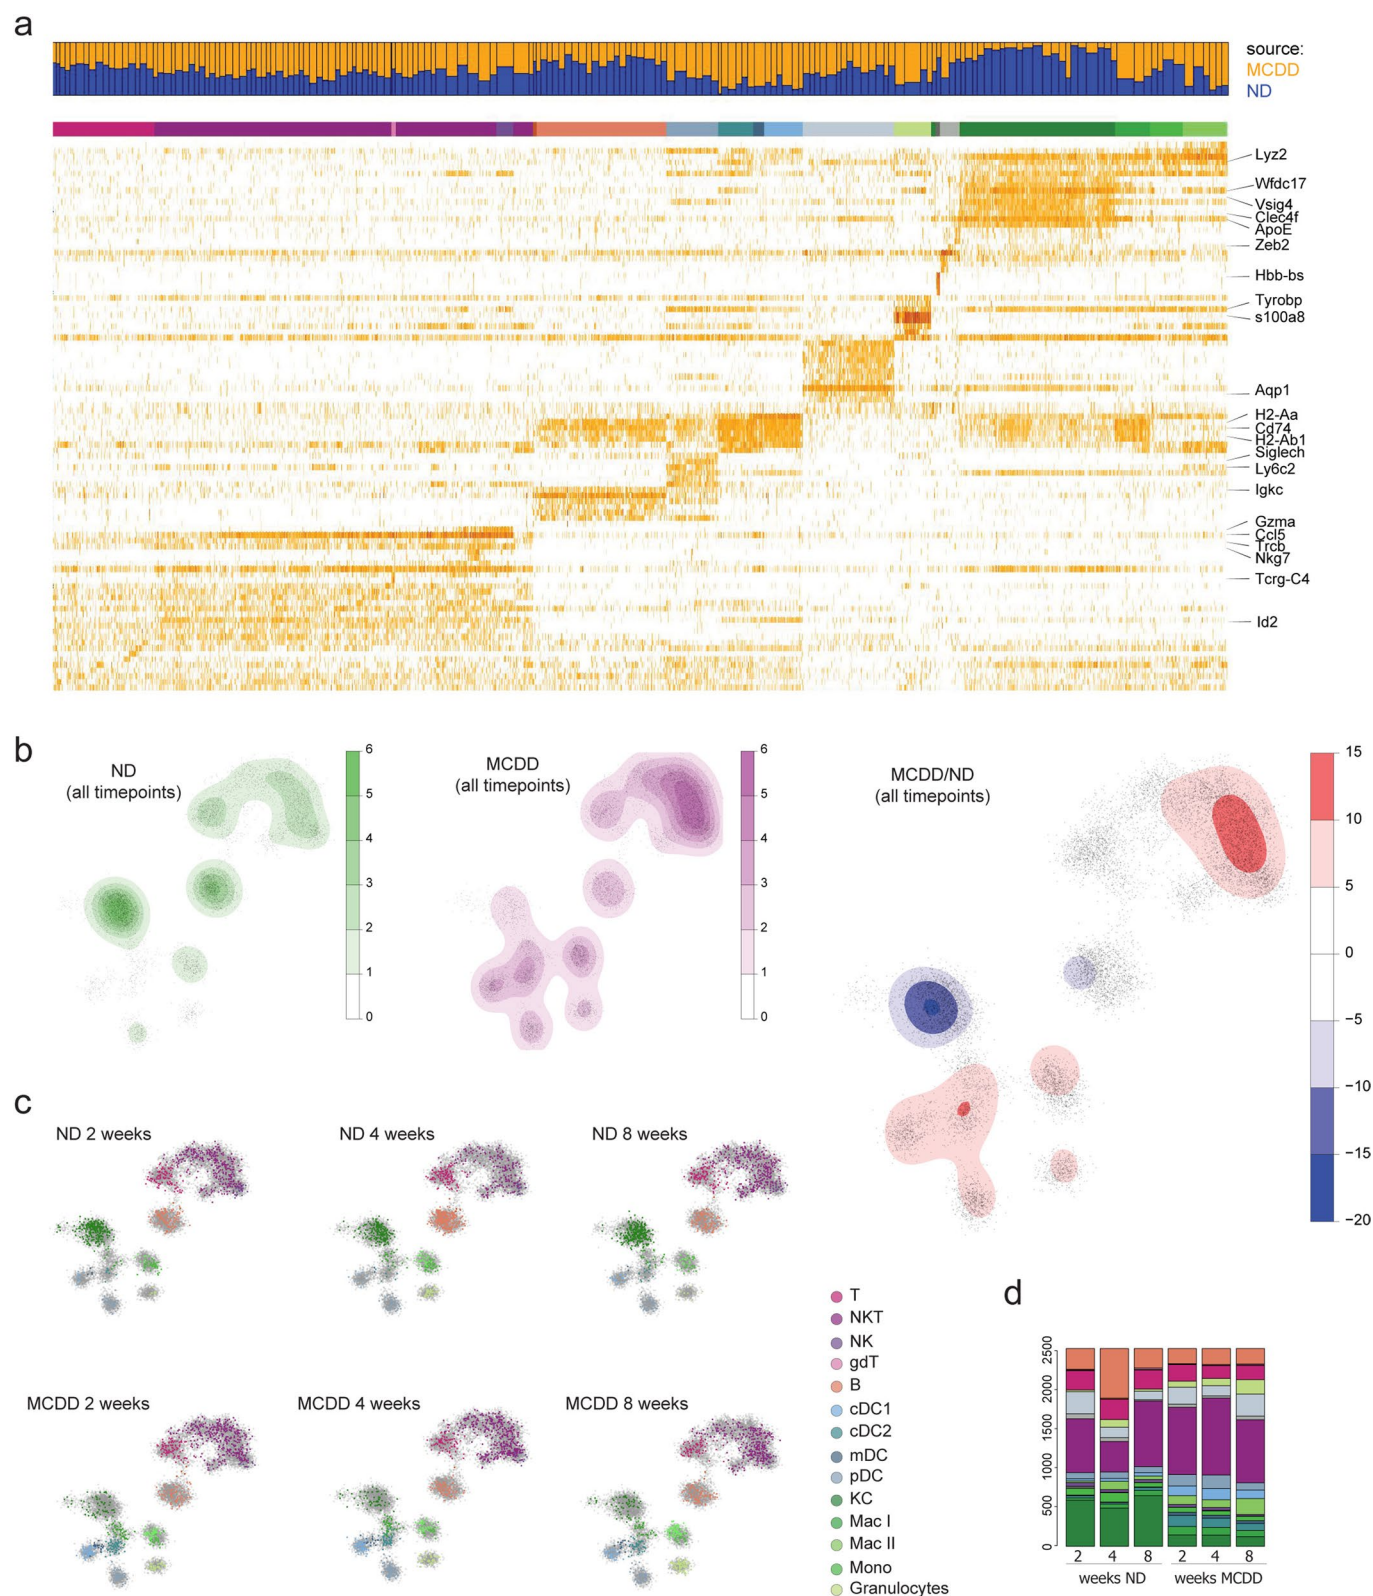 a
source:
MCDD
ND
Lyz2
Wfdc17
Vsig4
Clec4f
ApoE
Zeb2
Hbb-bs
Tyrobp
s100a8
Aqp1
H2-Aa
Cd74
H2-Ab1
Siglech
Ly6c2
Igkc
Gzma
Ccl5
Trcb
Nkg7
Tcrg-C4
Id2
b
ND
(all timepoints)
6
5
4
3
2
1
0
MCDD
(all timepoints)
6
5
4
3
2
1
0
MCDD/ND
(all timepoints)
15
10
5
0
−5
−10
−15
−20
c
ND 2 weeks
ND 4 weeks
ND 8 weeks
MCDD 2 weeks
MCDD 4 weeks
MCDD 8 weeks
T
NKT
NK
gdT
B
cDC1
cDC2
mDC
pDC
KC
Mac I
Mac II
Mono
Granulocytes
d
2500
2000
1500
1000
500
0
2 4 8 2 4 8
weeks ND weeks MCDD